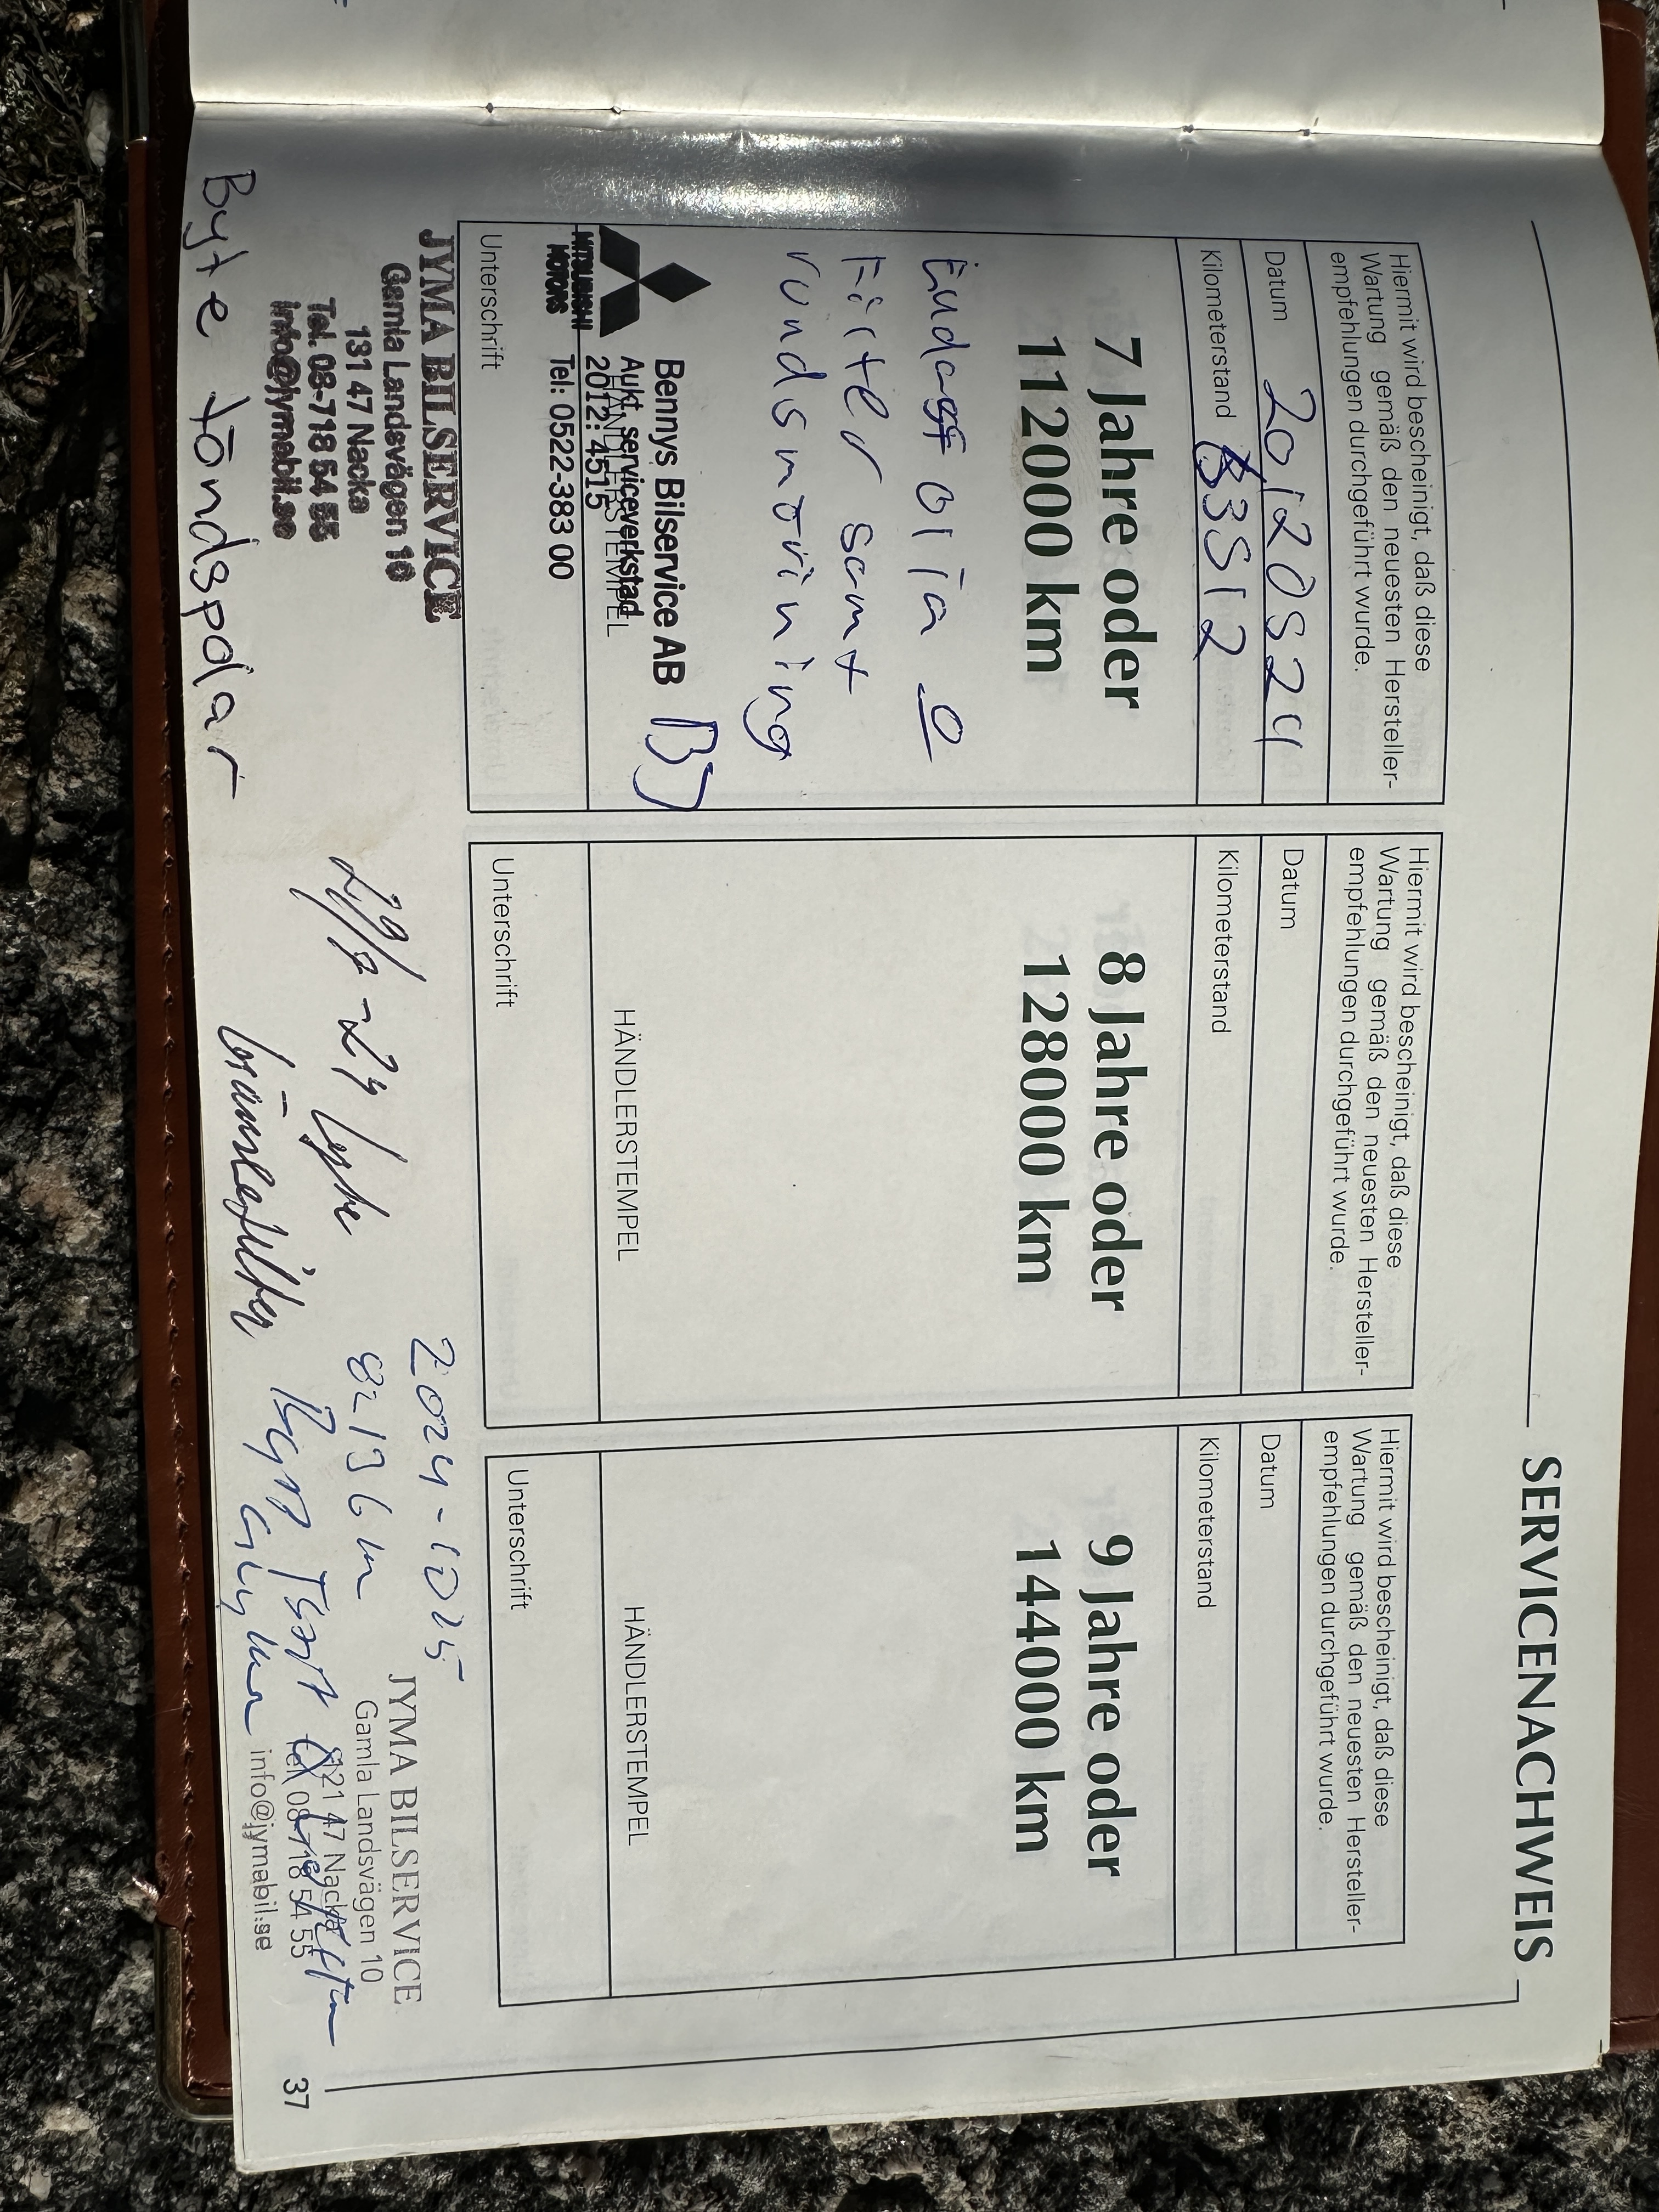 SERVICENACHWEIS
Hiermit wird bescheinigt, daß diese
Wartung gemäß den neuesten Hersteller-
empfehlungen durchgeführt wurde.
Datum 20120524
Kilometerstand 83512
7 Jahre oder
112000 km
Endast olja o
Filter samt
rundsmörining
MITSUBISHI
MOTORS
Bennys Bilservice AB
Aukt. serviceverkstad
2012: 4515
Tel: 0522-383 00
HÄNDLERSTEMPEL
BJ
Unterschrift
Hiermit wird bescheinigt, daß diese
Wartung gemäß den neuesten Hersteller-
empfehlungen durchgeführt wurde.
Datum
Kilometerstand
8 Jahre oder
128000 km
HÄNDLERSTEMPEL
Unterschrift
Hiermit wird bescheinigt, daß diese
Wartung gemäß den neuesten Hersteller-
empfehlungen durchgeführt wurde.
Datum
Kilometerstand
9 Jahre oder
144000 km
HÄNDLERSTEMPEL
Unterschrift
JYMA BILSERVICE
Gamla Landsvägen 10
131 47 Nacka
Tel. 08-718 54 55
info@jymabil.se
Byte Tändspolar
bränslefilter
2024-1025
JYMA BILSERVICE
Gamla Landsvägen 10
47 Nacka
Tel 08-718 54 55
info@jymabil.se
37